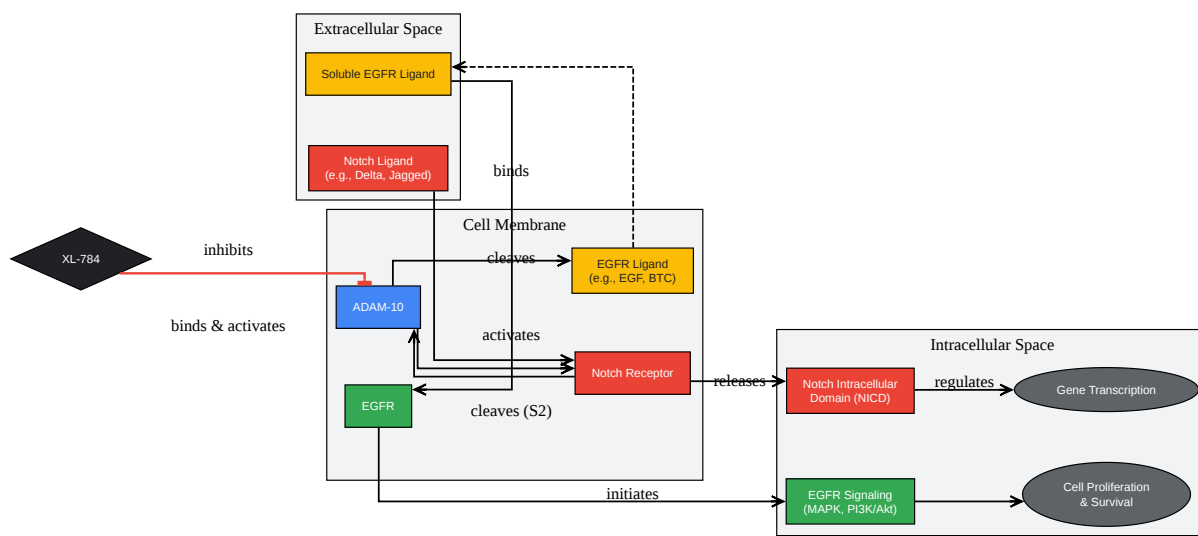 Extracellular Space
Soluble EGFR Ligand
Notch Ligand
(e.g., Delta, Jagged)
binds
Cell Membrane
XL-784
inhibits
cleaves
EGFR Ligand
(e.g., EGF, BTC)
ADAM-10
binds & activates
activates
Intracellular Space
Notch Receptor
releases
Notch Intracellular
Domain (NICD)
regulates
Gene Transcription
EGFR
cleaves (S2)
initiates
EGFR Signaling
(MAPK, PI3K/Akt)
Cell Proliferation
& Survival